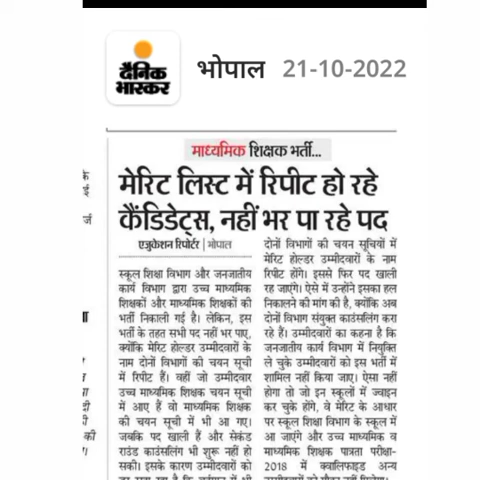 दैनिक
भास्कर
भोपाल 21-10-2022
माध्यमिक शिक्षक भर्ती...
मेरिट लिस्ट में रिपीट हो रहे
कैंडिडेट्स, नहीं भर पा रहे पद
एजुकेशन रिपोर्टर | भोपाल
स्कूल शिक्षा विभाग और जनजातीय
कार्य विभाग द्वारा उच्च माध्यमिक
शिक्षकों और माध्यमिक शिक्षकों की
भर्ती निकाली गई है। लेकिन, इस
भर्ती के तहत सभी पद नहीं भर पाए,
क्योंकि मेरिट होल्डर उम्मीदवारों के
नाम दोनों विभागों की चयन सूची
में रिपीट हैं। वहीं जो उम्मीदवार
उच्च माध्यमिक शिक्षक चयन सूची
में आए हैं वो माध्यमिक शिक्षक
की चयन सूची में भी आ गए।
जबकि पद खाली हैं और सेकंड
राउंड काउंसलिंग भी शुरू नहीं हो
सकी। इसके कारण उम्मीदवारों को
दोनों विभागों की चयन सूचियों में
मेरिट होल्डर उम्मीदवारों के नाम
रिपीट होंगे। इससे फिर पद खाली
रह जाएंगे। ऐसे में उन्होंने इसका हल
निकालने की मांग की है, क्योंकि अब
दोनों विभाग संयुक्त काउंसलिंग करा
रहे हैं। उम्मीदवारों का कहना है कि
जनजातीय कार्य विभाग में नियुक्ति
ले चुके उम्मीदवारों को इस भर्ती में
शामिल नहीं किया जाए। ऐसा नहीं
होगा तो जो इन स्कूलों में ज्वाइन
कर चुके होंगे, वे मेरिट के आधार
पर स्कूल शिक्षा विभाग के स्कूल में
आ जाएंगे और उच्च माध्यमिक व
माध्यमिक शिक्षक पात्रता परीक्षा-
2018 में क्वालिफाइड अन्य